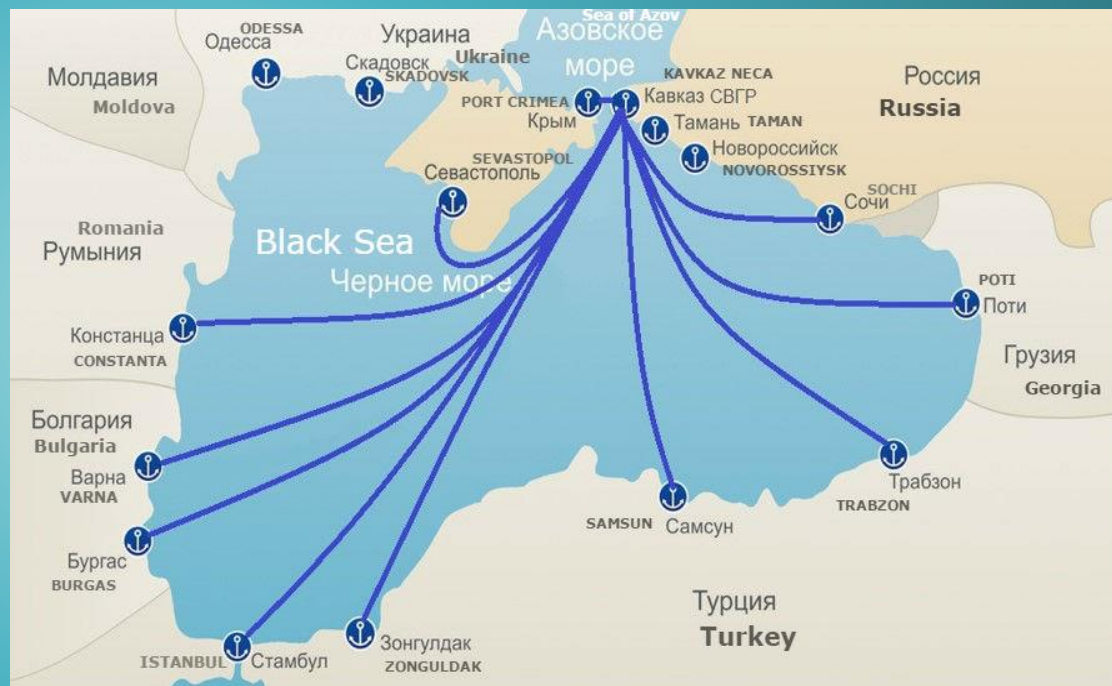 Sea of Azov
Азовское
море
ODESSA
Одесса
Украина
Ukraine
Скадовск
SKADOVSK
Молдавия
Moldova
KAVKAZ NECA
PORT CRIMEA
Кавказ СВГР
Крым
Тамань TAMAN
Россия
Russia
Новороссийск
NOVOROSSIYSK
SEVASTOPOL
Севастополь
SOCHI
Сочи
Romania
Румыния
Black Sea
Черное море
POTI
Поти
Констанца
CONSTANTA
Грузия
Georgia
Болгария
Bulgaria
Варна
VARNA
Трабзон
TRABZON
SAMSUN Самсун
Бургас
BURGAS
Турция
Turkey
ISTANBUL Стамбул
Зонгулдак
ZONGULDAK